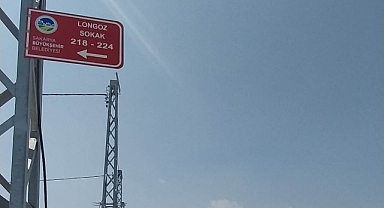 LONGOZ
SOKAK
218 - 224
SAKARYA
BÜYÜKŞEHİR
BELEDİYESİ